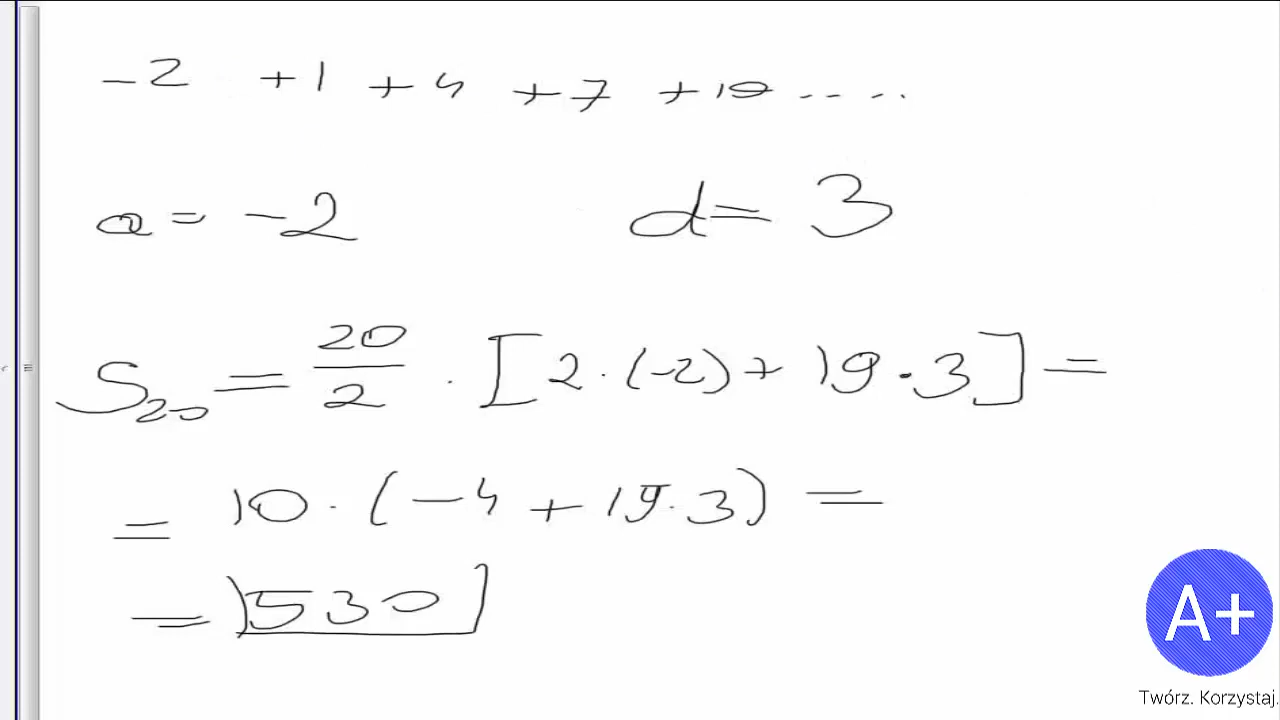 -2 +1 +4 +7 +10 .....
a = -2 d = 3
S₂₀ = 20/2 · [2 · (-2) + 19 · 3] =
= 10 · (-4 + 19 · 3) =
= 530
A+
Twórz. Korzystaj.